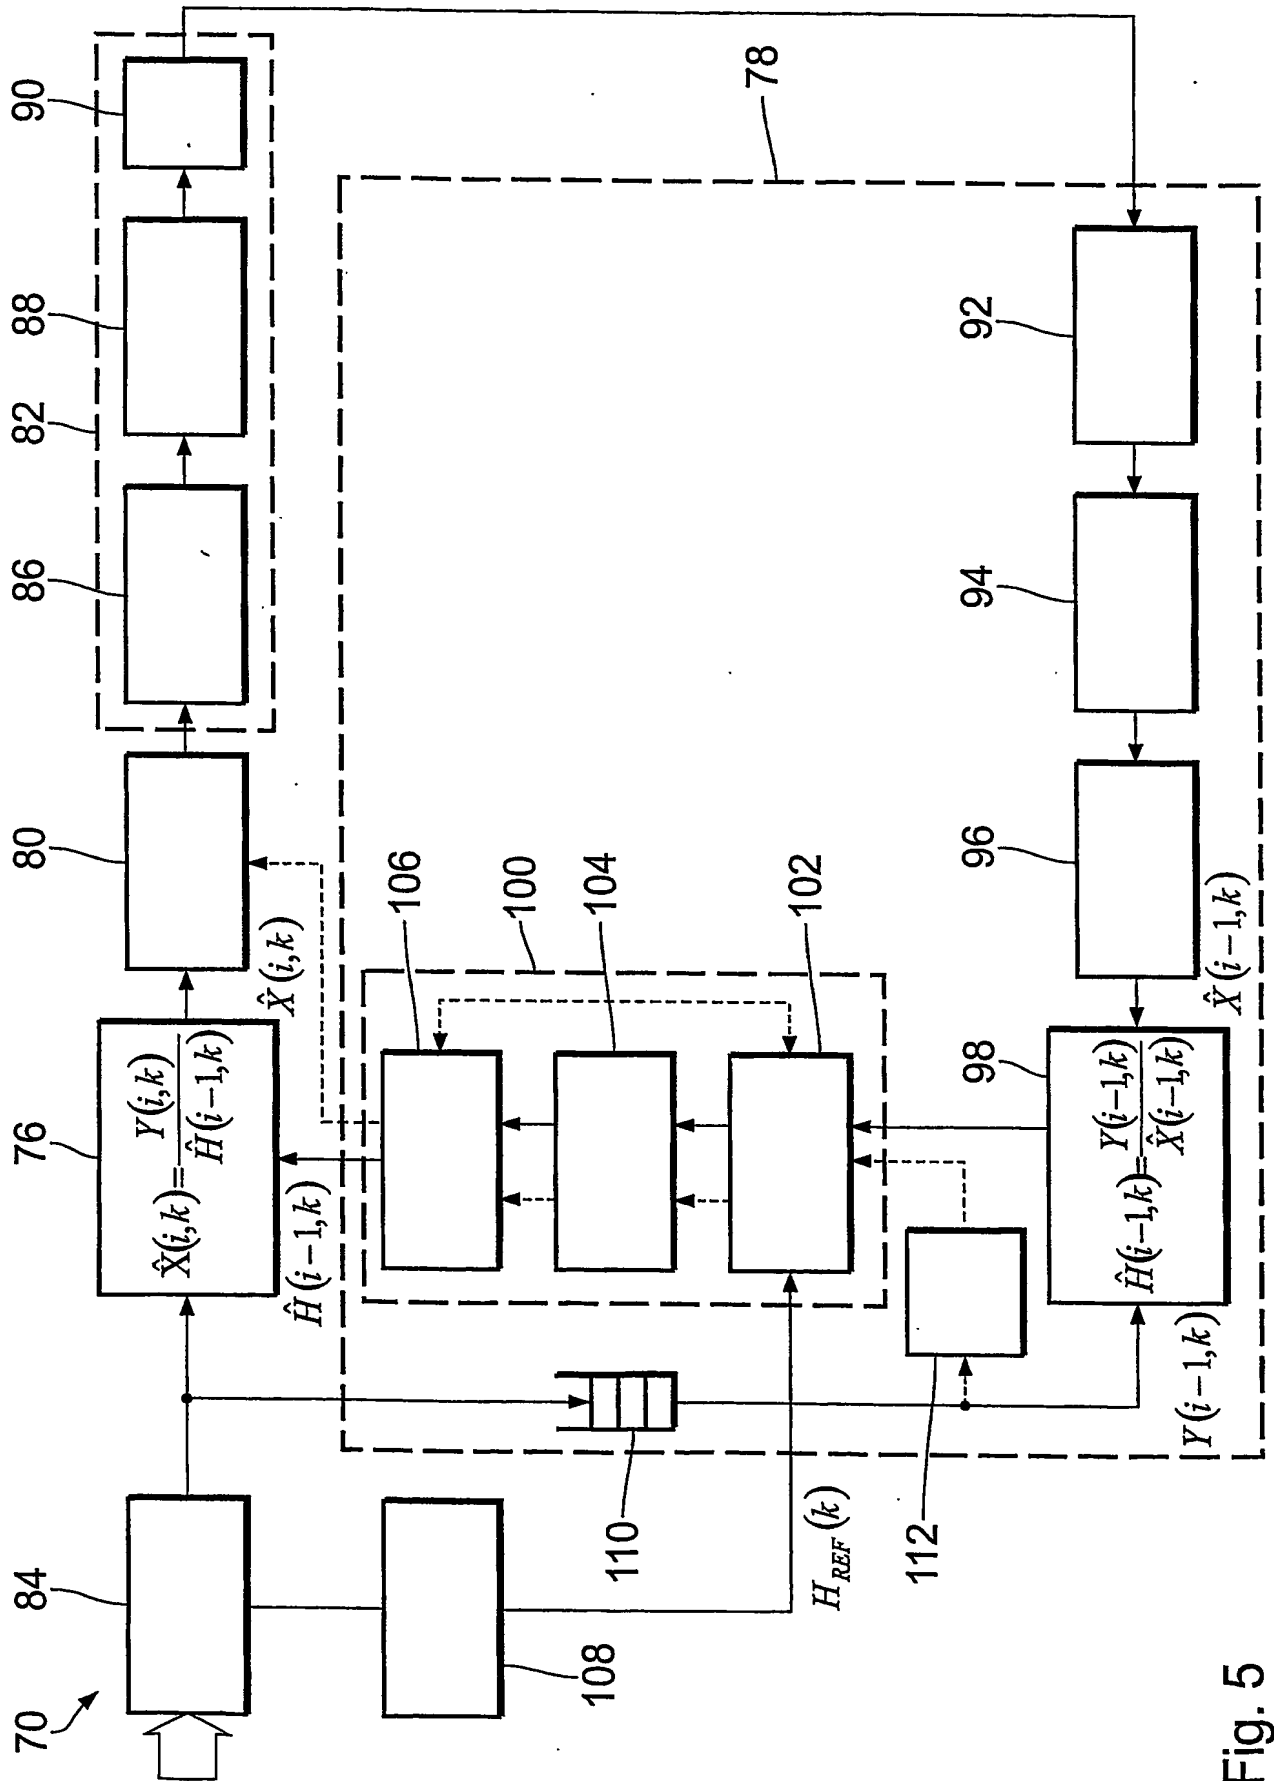 70
84
76
80
86
82
88
90
X̂(i,k)=Y(i,k)/Ĥ(i−1,k)
X̂(i,k)
Ĥ(i−1,k)
78
106
100
104
102
108
110
H_REF(k)
112
98
96
94
92
Ĥ(i−1,k)=Y(i−1,k)/X̂(i−1,k)
Y(i−1,k)
X̂(i−1,k)
Fig. 5